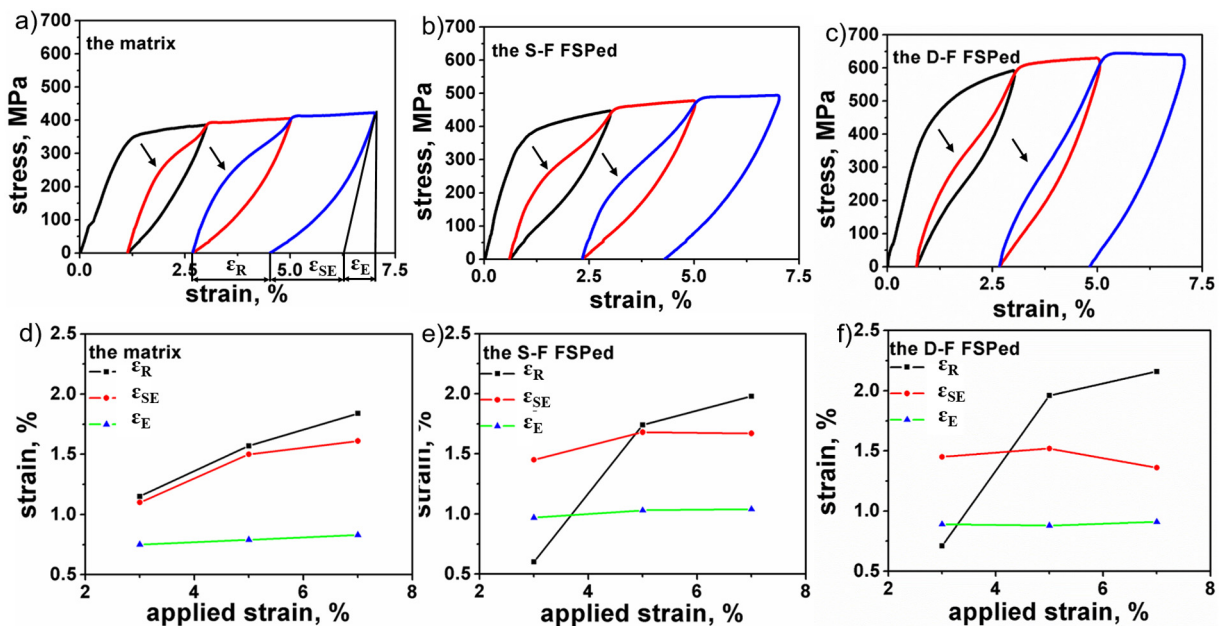 a)
the matrix
stress, MPa
700
600
500
400
300
200
100
0
0.0
2.5
5.0
7.5
εR
εSE
εE
strain, %
b)
the S-F FSPed
stress, MPa
700
600
500
400
300
200
100
0
0.0
2.5
5.0
7.5
strain, %
c)
the D-F FSPed
stress, MPa
700
600
500
400
300
200
100
0
0.0
2.5
5.0
7.5
strain, %
d)
the matrix
εR
εSE
εE
strain, %
2.5
2.0
1.5
1.0
0.5
2
4
6
8
applied strain, %
e)
the S-F FSPed
εR
εSE
εE
strain, %
2.5
2.0
1.5
1.0
0.5
2
4
6
8
applied strain, %
f)
the D-F FSPed
εR
εSE
εE
strain, %
2.5
2.0
1.5
1.0
0.5
2
4
6
8
applied strain, %